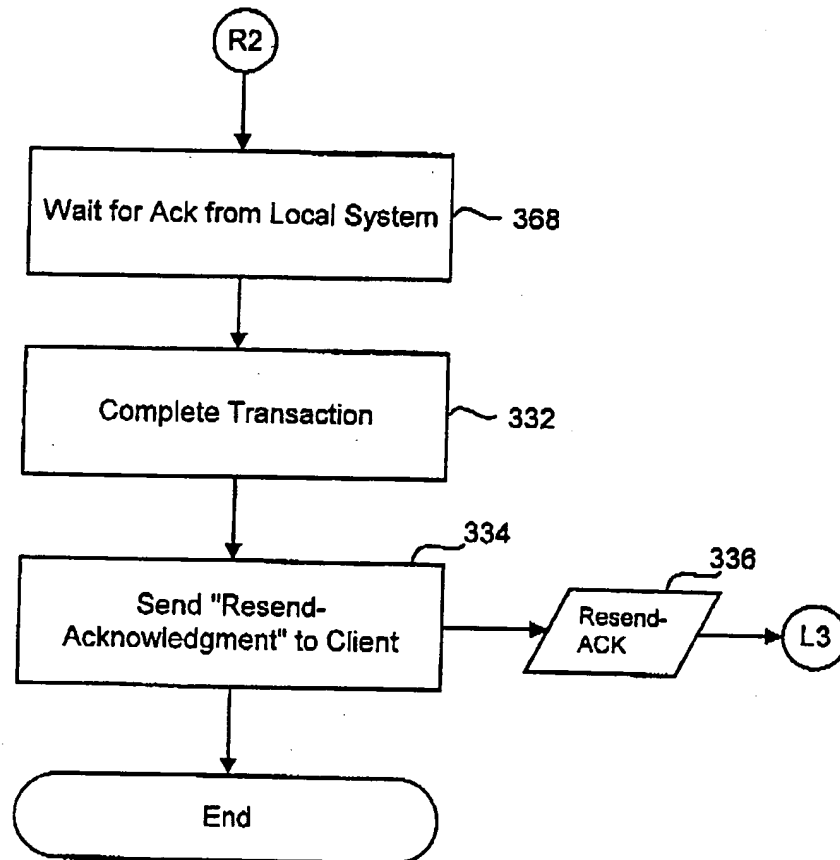 R2
Wait for Ack from Local System
368
Complete Transaction
332
334
Send "Resend-
Acknowledgment" to Client
336
Resend-
ACK
L3
End